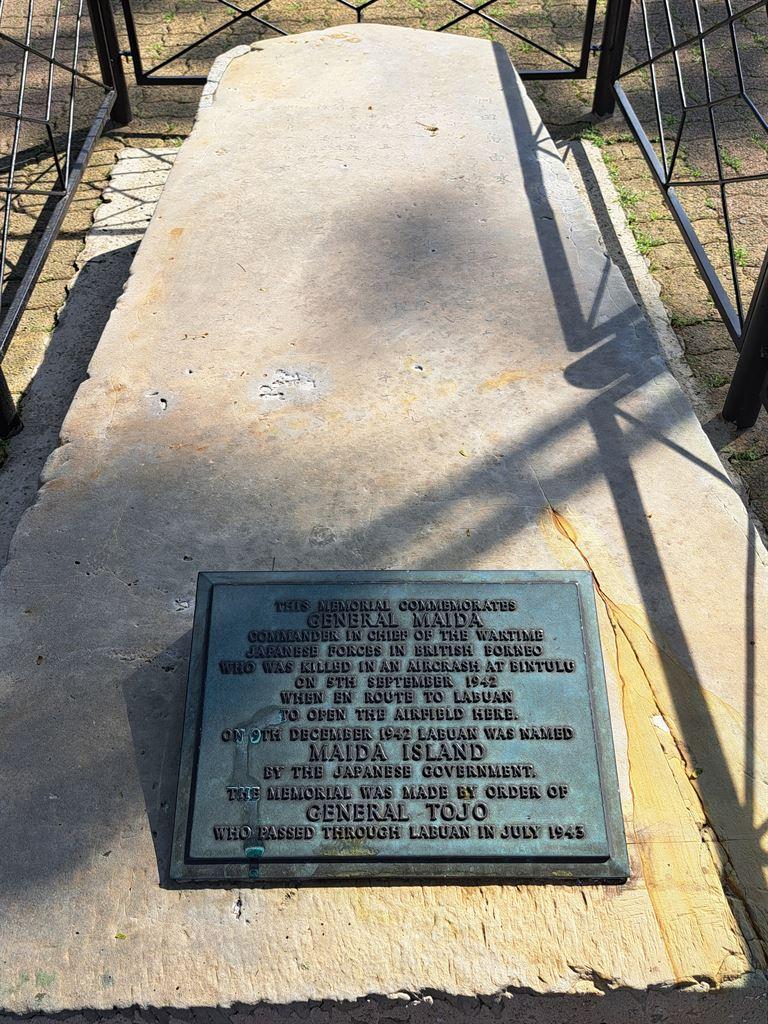 THIS MEMORIAL COMMEMORATES
GENERAL MAIDA
COMMANDER IN CHIEF OF THE WARTIME
JAPANESE FORCES IN BRITISH BORNEO
WHO WAS KILLED IN AN AIRCRASH AT BINTULU
ON 5TH SEPTEMBER 1942
WHEN EN ROUTE TO LABUAN
TO OPEN THE AIRFIELD HERE.
ON 9TH DECEMBER 1942 LABUAN WAS NAMED
MAIDA ISLAND
BY THE JAPANESE GOVERNMENT.
THE MEMORIAL WAS MADE BY ORDER OF
GENERAL TOJO
WHO PASSED THROUGH LABUAN IN JULY 1943